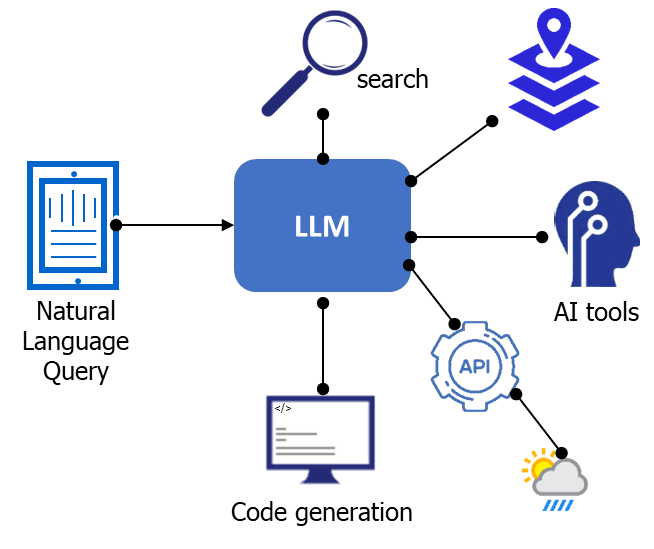 search
LLM
Natural
Language
Query
AI tools
API
</>
Code generation